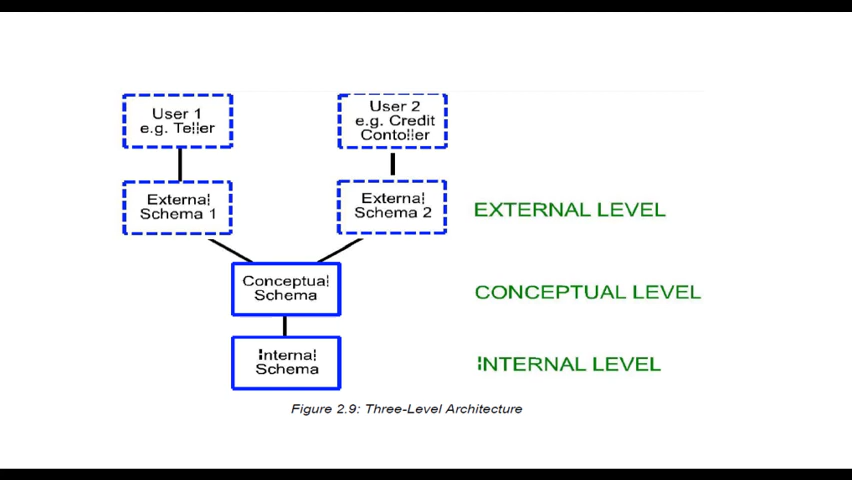 User 1
e.g. Teller
User 2
e.g. Credit
Contoller
External
Schema 1
External
Schema 2
EXTERNAL LEVEL
Conceptual
Schema
CONCEPTUAL LEVEL
Internal
Schema
INTERNAL LEVEL
Figure 2.9: Three-Level Architecture